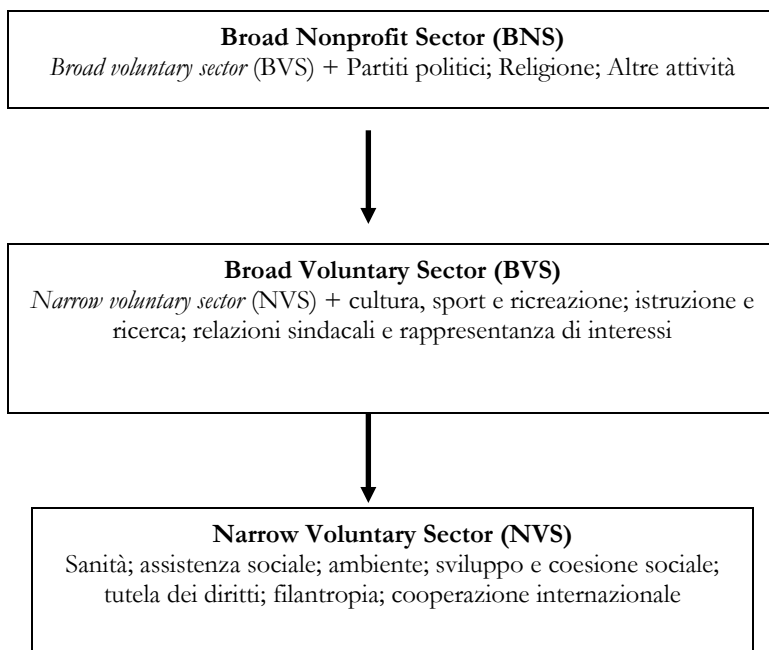 Broad Nonprofit Sector (BNS)
Broad voluntary sector (BVS) + Partiti politici; Religione; Altre attività
Broad Voluntary Sector (BVS)
Narrow voluntary sector (NVS) + cultura, sport e ricreazione; istruzione e
ricerca; relazioni sindacali e rappresentanza di interessi
Narrow Voluntary Sector (NVS)
Sanità; assistenza sociale; ambiente; sviluppo e coesione sociale;
tutela dei diritti; filantropia; cooperazione internazionale